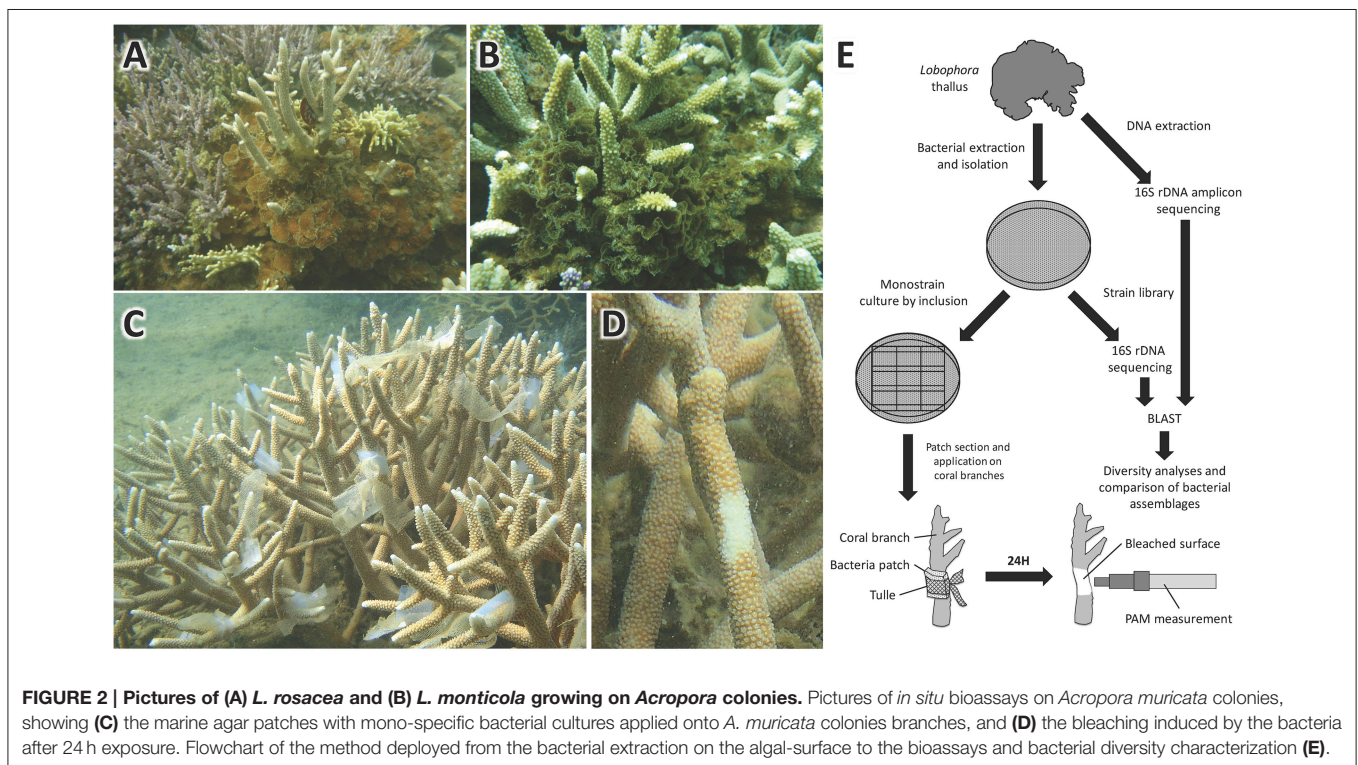 A
B
C
D
E
Lobophora
thallus
DNA extraction
Bacterial extraction
and isolation
16S rDNA amplicon
sequencing
Monostrain
culture by inclusion
Strain library
16S rDNA
sequencing
BLAST
Patch section and
application on
coral branches
Diversity analyses and
comparison of bacterial
assemblages
Coral branch
Bacteria patch
Tulle
24H
Bleached surface
PAM measurement
FIGURE 2 | Pictures of (A) L. rosacea and (B) L. monticola growing on Acropora colonies. Pictures of in situ bioassays on Acropora muricata colonies,
showing (C) the marine agar patches with mono-specific bacterial cultures applied onto A. muricata colonies branches, and (D) the bleaching induced by the bacteria
after 24 h exposure. Flowchart of the method deployed from the bacterial extraction on the algal-surface to the bioassays and bacterial diversity characterization (E).